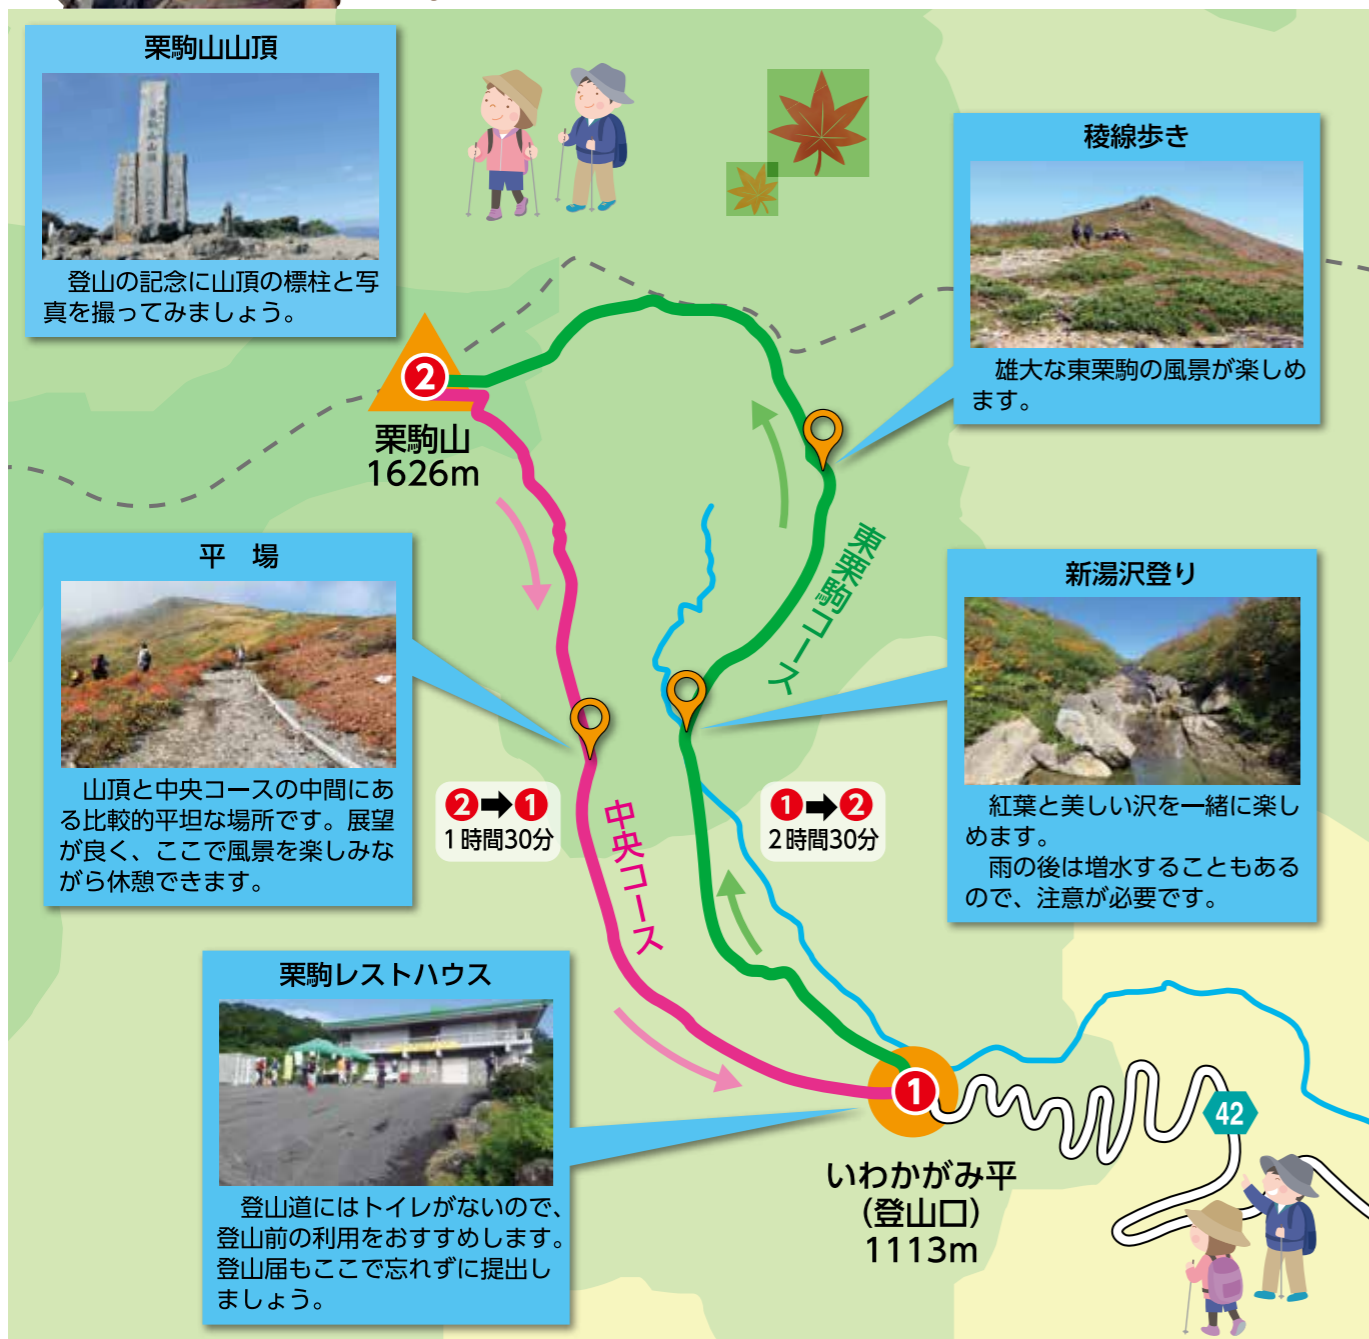 栗駒山山頂
登山の記念に山頂の標柱と写
真を撮ってみましょう。
稜線歩き
雄大な東栗駒の風景が楽しめ
ます。
2
栗駒山
1626m
東栗駒コース
平　場
山頂と中央コースの中間にあ
る比較的平坦な場所です。展望
が良く、ここで風景を楽しみな
がら休憩できます。
新湯沢登り
紅葉と美しい沢を一緒に楽し
めます。
雨の後は増水することもある
ので、注意が必要です。
2➡1
1時間30分
中央コース
1➡2
2時間30分
栗駒レストハウス
登山道にはトイレがないので、
登山前の利用をおすすめします。
登山届もここで忘れずに提出し
ましょう。
1
42
いわかがみ平
（登山口）
1113m